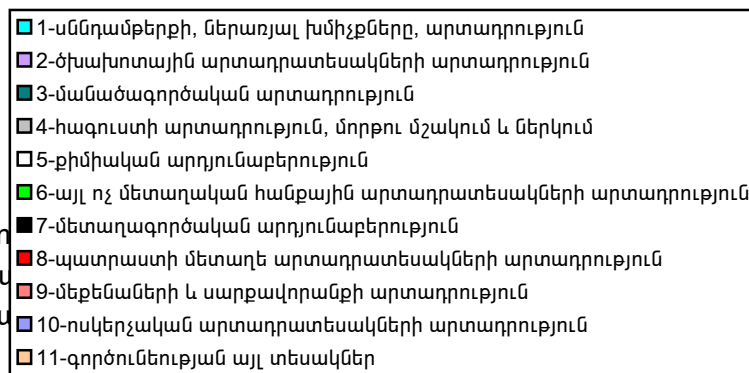 1-սննդամթերքի, ներառյալ խմիչքները, արտադրություն
2-ծխախոտային արտադրատեսակների արտադրություն
3-մանածագործական արտադրություն
4-հագուստի արտադրություն, մորթու մշակում և ներկում
5-քիմիական արդյունաբերություն
6-այլ ոչ մետաղական հանքային արտադրատեսակների արտադրություն
7-մետաղագործական արդյունաբերություն
8-պատրաստի մետաղե արտադրատեսակների արտադրություն
9-մեքենաների և սարքավորանքի արտադրություն
10-ոսկերչական արտադրատեսակների արտադրություն
11-գործունեության այլ տեսակներ